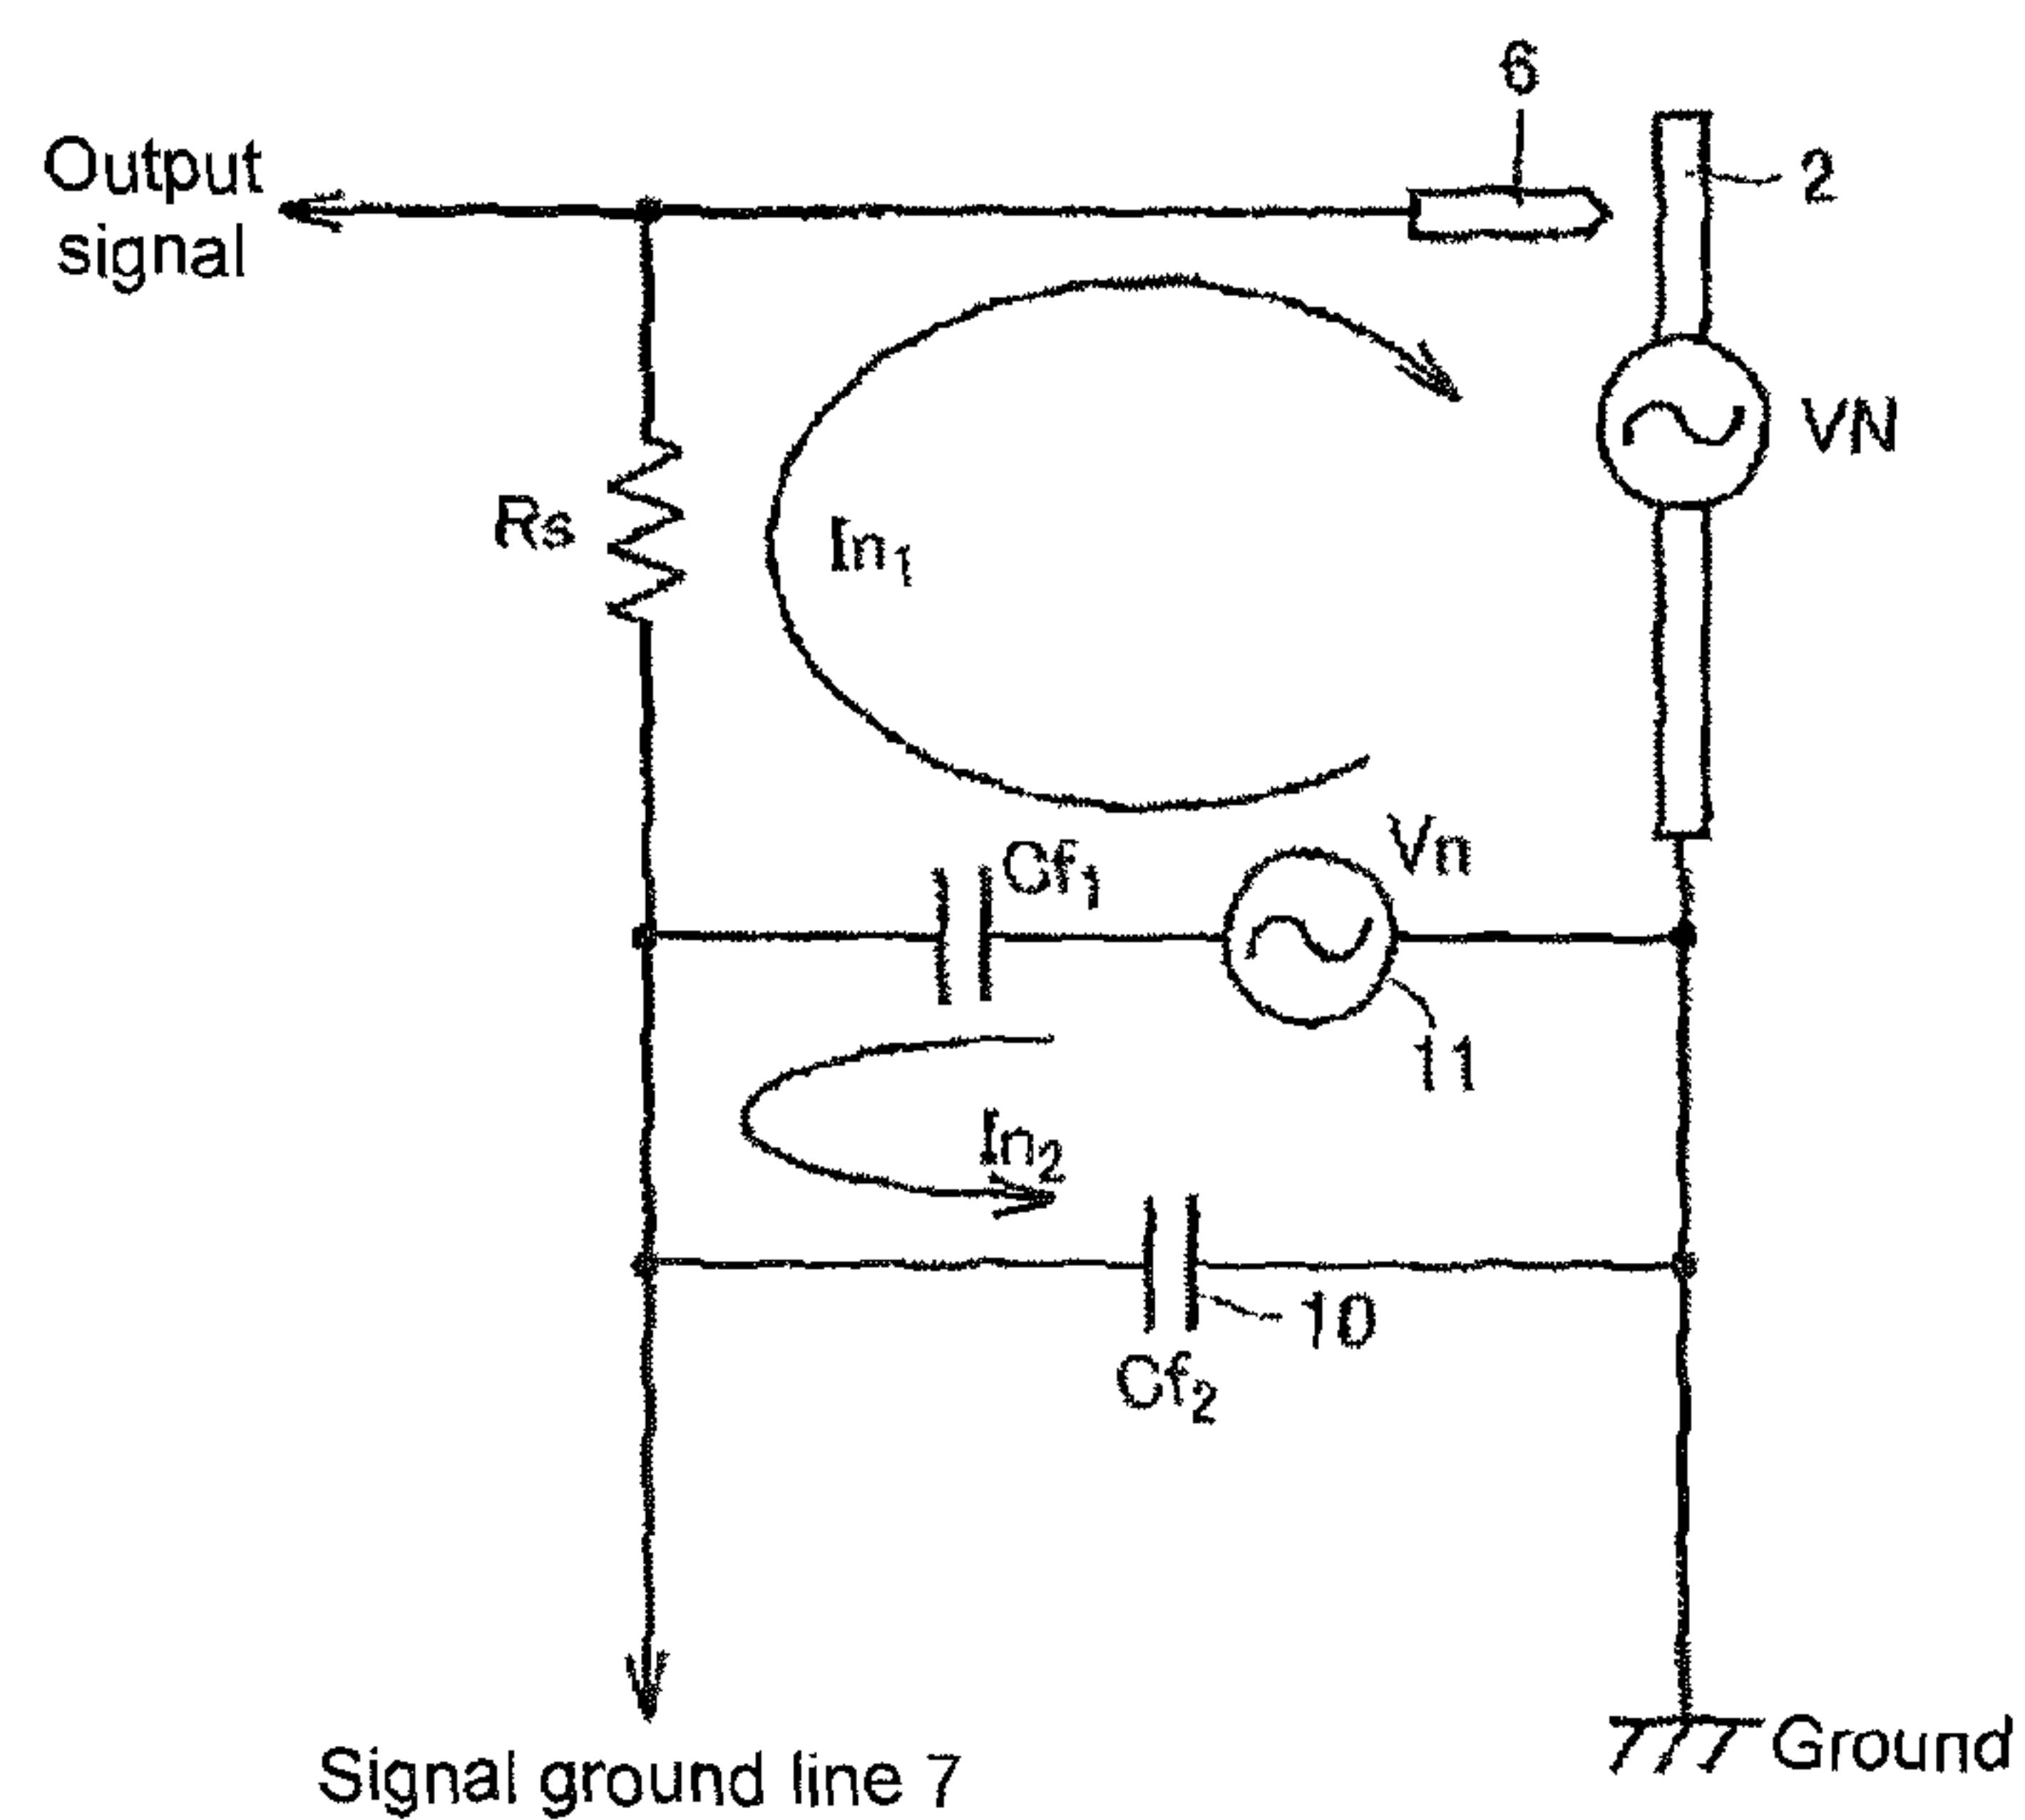 6
Output
signal
2
VN
Rs
In₁
Vn
Cf₁
11
In₂
10
Cf₂
Signal ground line 7
Ground